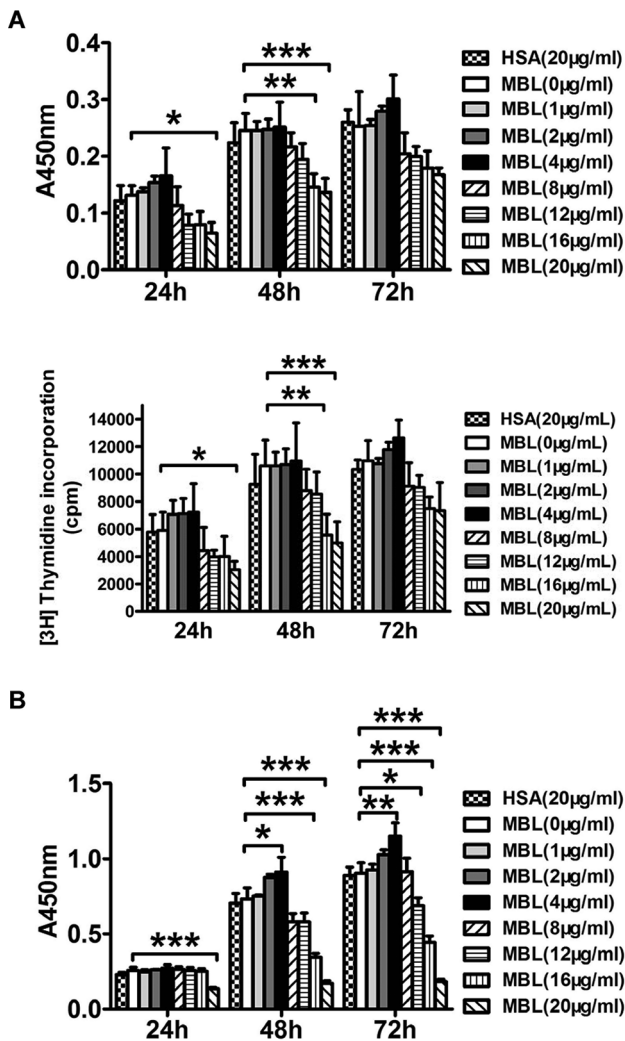 A
***
**
*
A450nm
0.4
0.3
0.2
0.1
0.0
24h
48h
72h
HSA(20μg/ml)
MBL(0μg/ml)
MBL(1μg/ml)
MBL(2μg/ml)
MBL(4μg/ml)
MBL(8μg/ml)
MBL(12μg/ml)
MBL(16μg/ml)
MBL(20μg/ml)
***
**
*
[3H] Thymidine incorporation
(cpm)
14000
12000
10000
8000
6000
4000
2000
0
24h
48h
72h
HSA(20μg/mL)
MBL(0μg/mL)
MBL(1μg/mL)
MBL(2μg/mL)
MBL(4μg/mL)
MBL(8μg/mL)
MBL(12μg/mL)
MBL(16μg/mL)
MBL(20μg/mL)
B
***
***
*
**
***
***
*
***
A450nm
1.5
1.0
0.5
0.0
24h
48h
72h
HSA(20μg/ml)
MBL(0μg/ml)
MBL(1μg/ml)
MBL(2μg/ml)
MBL(4μg/ml)
MBL(8μg/ml)
MBL(12μg/ml)
MBL(16μg/ml)
MBL(20μg/ml)